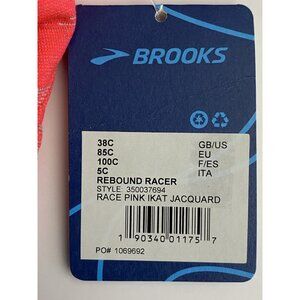 BROOKS
38C GB/US
85C EU
100C F/ES
5C ITA
REBOUND RACER
STYLE: 350037694
RACE PINK IKAT JACQUARD
1 90340 01175 7
PO# 1069692